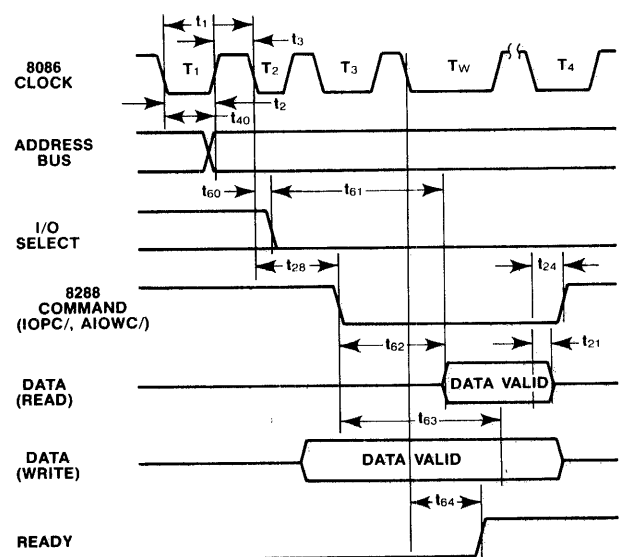 t1
t3
8086
CLOCK
T1
T2
T3
TW
T4
t2
t40
ADDRESS
BUS
t60
t61
I/O
SELECT
t28
t24
8288
COMMAND
(IOPC/, AIOWC/)
t62
t21
DATA
(READ)
DATA VALID
t63
DATA
(WRITE)
DATA VALID
t64
READY